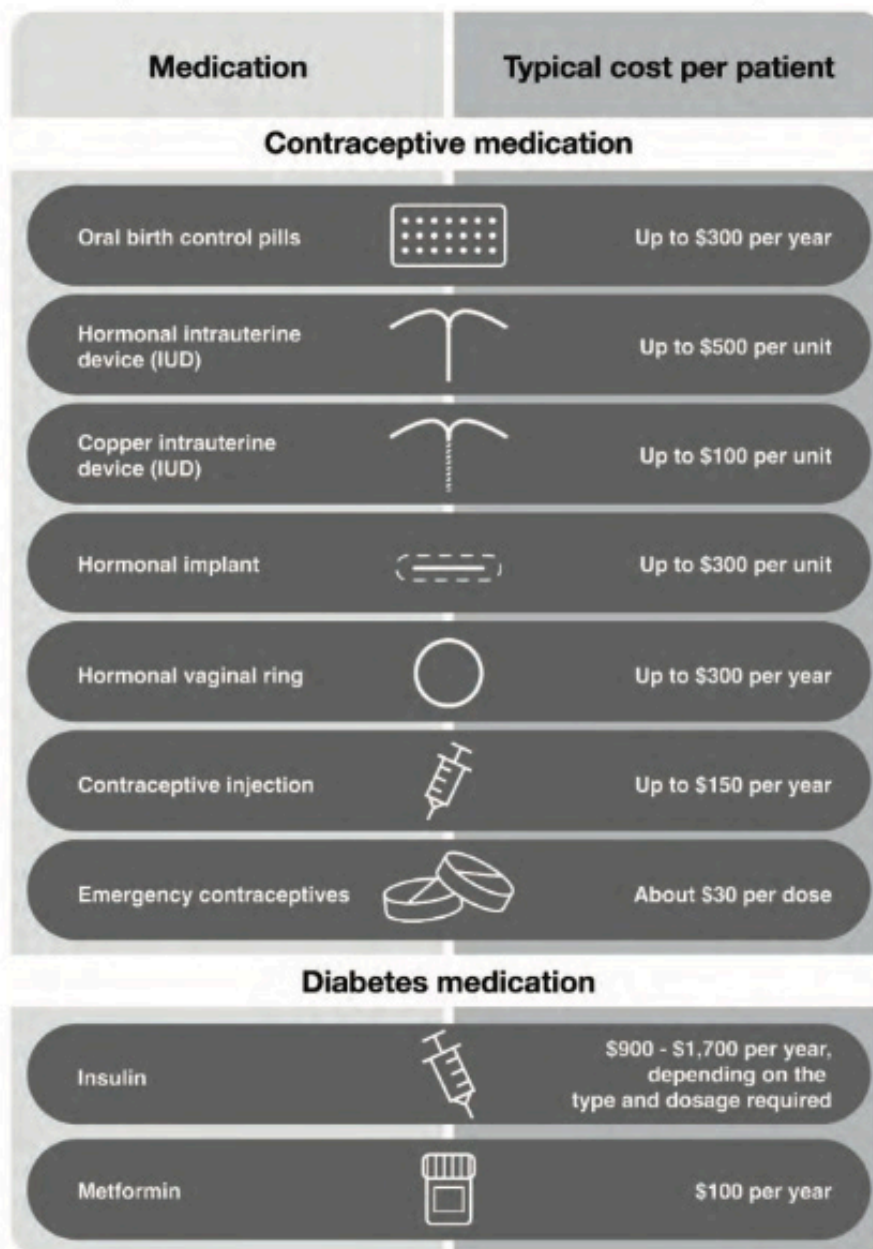 Medication
Typical cost per patient
Contraceptive medication
Oral birth control pills
Up to $300 per year
Hormonal intrauterine
device (IUD)
Up to $500 per unit
Copper intrauterine
device (IUD)
Up to $100 per unit
Hormonal implant
Up to $300 per unit
Hormonal vaginal ring
Up to $300 per year
Contraceptive injection
Up to $150 per year
Emergency contraceptives
About $30 per dose
Diabetes medication
Insulin
$900 - $1,700 per year,
depending on the
type and dosage required
Metformin
$100 per year